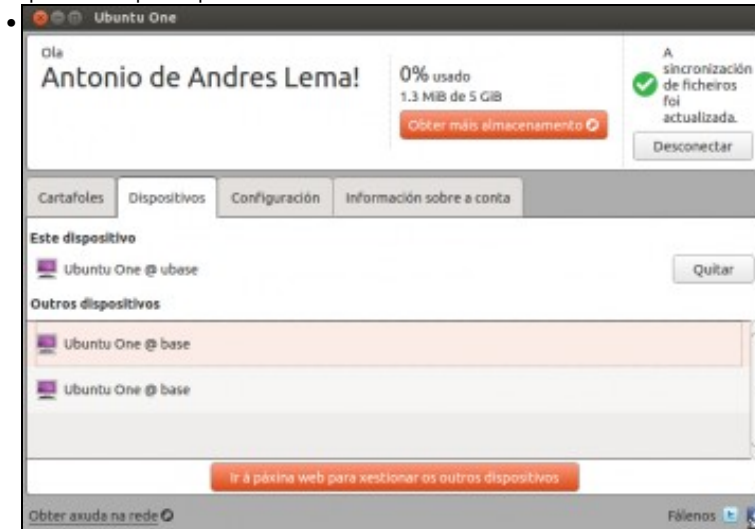 Ubuntu One
Ola
Antonio de Andres Lema!
0% usado
1.3 MiB de 5 GiB
Obter máis almacenamento
A
sincronización
de ficheiros
foi
actualizada.
Desconectar
Cartafoles
Dispositivos
Configuración
Información sobre a conta
Este dispositivo
Ubuntu One @ ubase
Quitar
Outros dispositivos
Ubuntu One @ base
Ubuntu One @ base
Ir á páxina web para xestionar os outros dispositivos
Obter axuda na rede
Fálenos